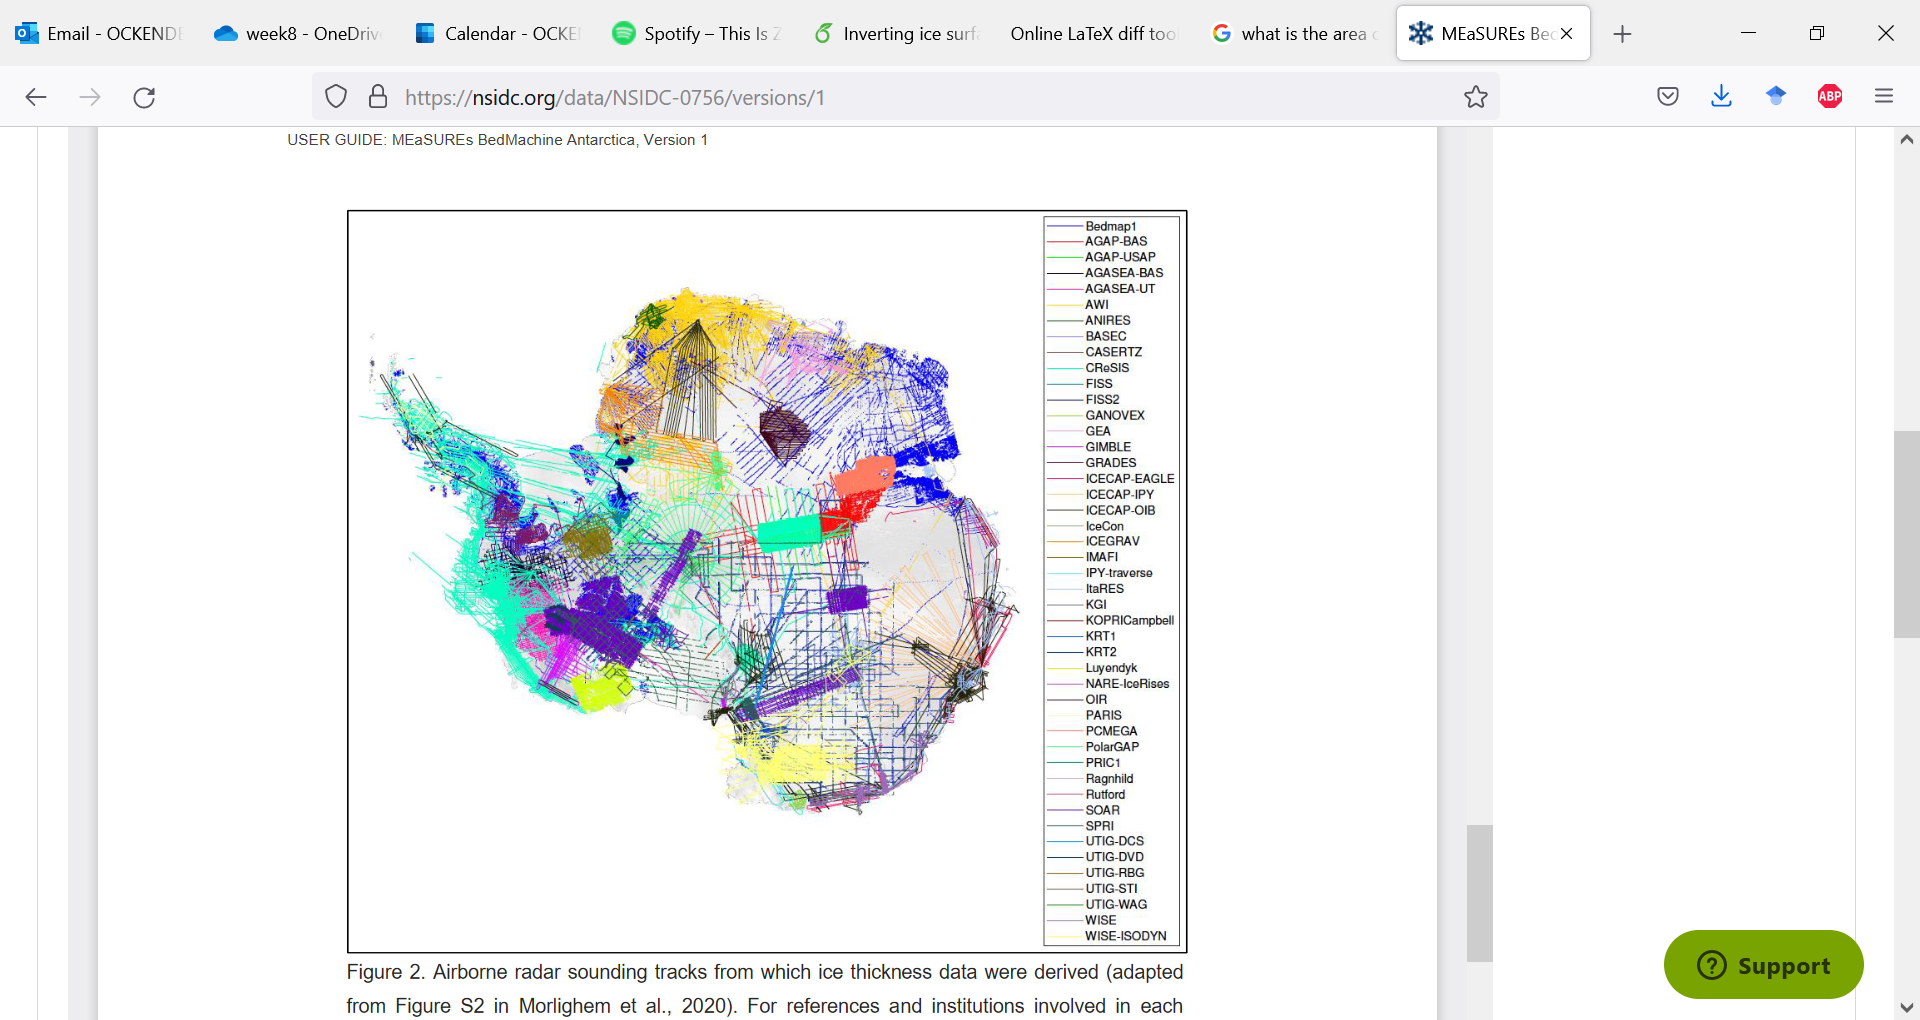 Email - OCKENDE
week8 - OneDriv
Calendar - OCKE
Spotify – This Is Z
Inverting ice surf
Online LaTeX diff too
what is the area
MEaSUREs Bec
https://nsidc.org/data/NSIDC-0756/versions/1
ABP
USER GUIDE: MEaSUREs BedMachine Antarctica, Version 1
Bedmap1
AGAP-BAS
AGAP-USAP
AGASEA-BAS
AGASEA-UT
AWI
ANIRES
BASEC
CASERTZ
CReSIS
FISS
FISS2
GANOVEX
GEA
GIMBLE
GRADES
ICECAP-EAGLE
ICECAP-IPY
ICECAP-OIB
IceCon
ICEGRAV
IMAFI
IPY-traverse
ItaRES
KGI
KOPRICampbell
KRT1
KRT2
Luyendyk
NARE-IceRises
OIR
PARIS
PCMEGA
PolarGAP
PRIC1
Ragnhild
Rutford
SOAR
SPRI
UTIG-DCS
UTIG-DVD
UTIG-RBG
UTIG-STI
UTIG-WAG
WISE
WISE-ISODYN
Figure 2. Airborne radar sounding tracks from which ice thickness data were derived (adapted
from Figure S2 in Morlighem et al., 2020). For references and institutions involved in each
Support